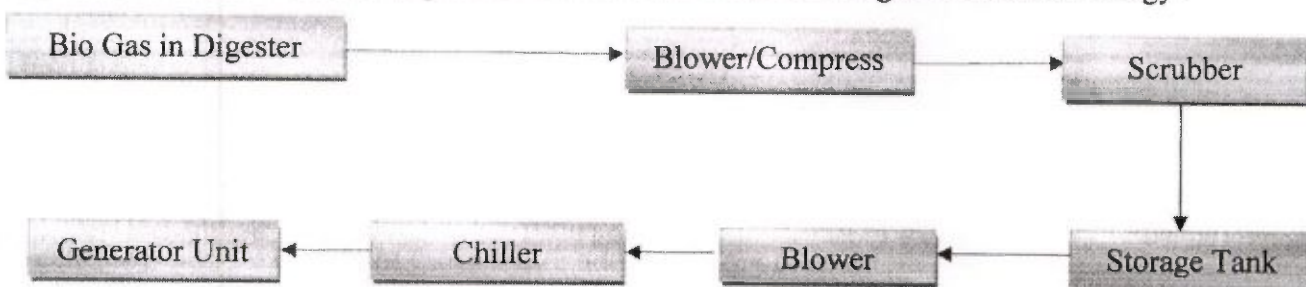 Bio Gas in Digester
Blower/Compress
Scrubber
Storage Tank
Blower
Chiller
Generator Unit